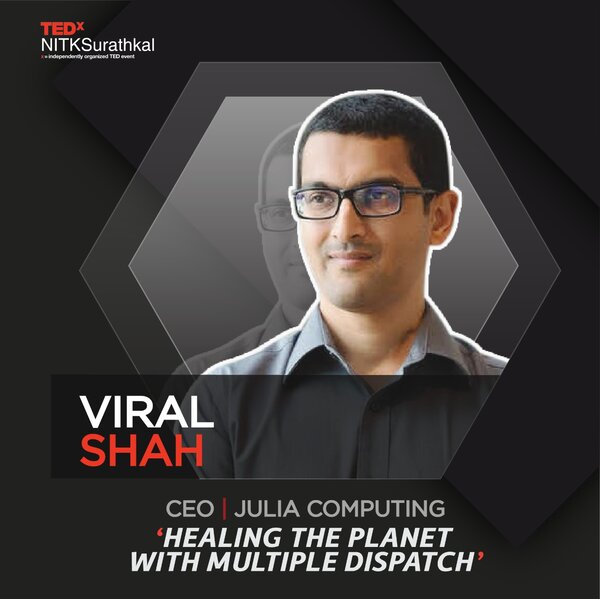 TEDx
NITKSurathkal
x = independently organized TED event
VIRAL
SHAH
CEO | JULIA COMPUTING
‘HEALING THE PLANET
WITH MULTIPLE DISPATCH’